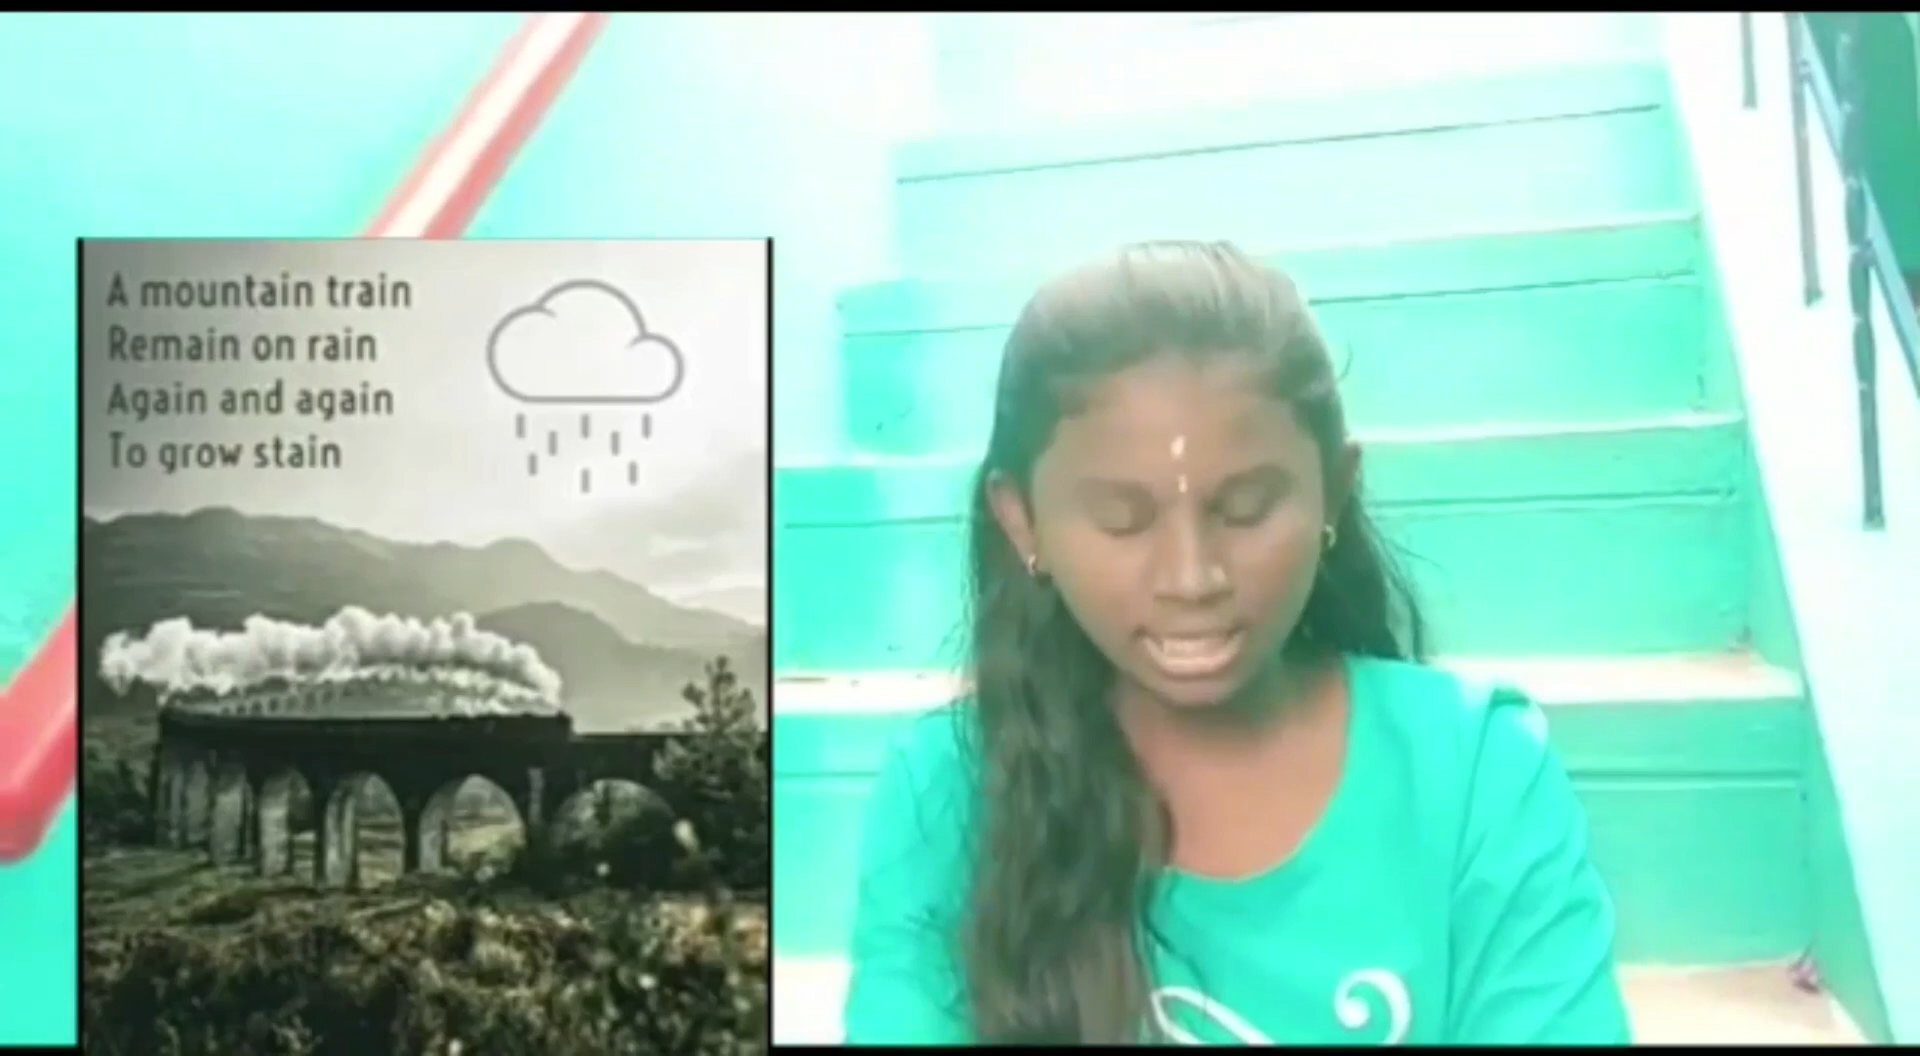 A mountain train
Remain on rain
Again and again
To grow stain